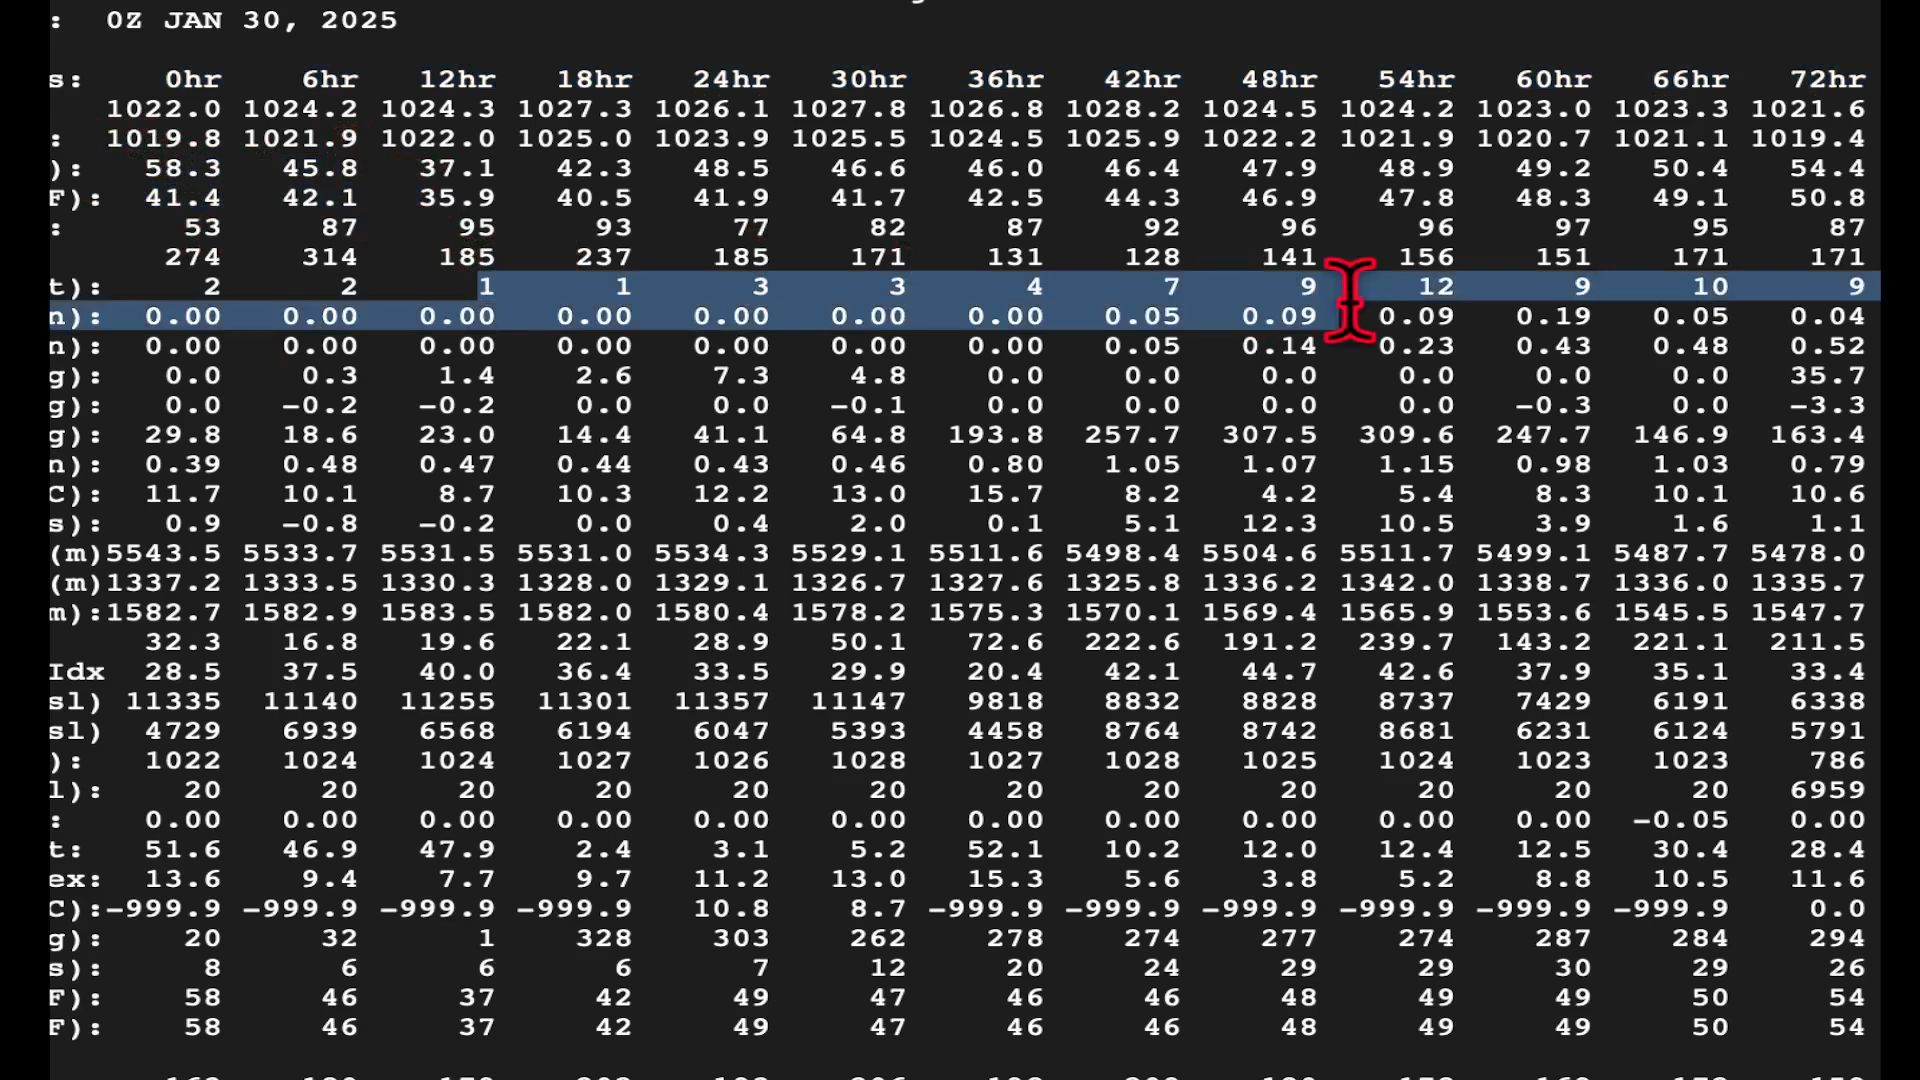 : 0Z JAN 30, 2025
s: 0hr 6hr 12hr 18hr 24hr 30hr 36hr 42hr 48hr 54hr 60hr 66hr 72hr
1022.0 1024.2 1024.3 1027.3 1026.1 1027.8 1026.8 1028.2 1024.5 1024.2 1023.0 1023.3 1021.6
: 1019.8 1021.9 1022.0 1025.0 1023.9 1025.5 1024.5 1025.9 1022.2 1021.9 1020.7 1021.1 1019.4
): 58.3 45.8 37.1 42.3 48.5 46.6 46.0 46.4 47.9 48.9 49.2 50.4 54.4
F): 41.4 42.1 35.9 40.5 41.9 41.7 42.5 44.3 46.9 47.8 48.3 49.1 50.8
: 53 87 95 93 77 82 87 92 96 96 97 95 87
274 314 185 237 185 171 131 128 141 156 151 171 171
t): 2 2 1 1 3 3 4 7 9 12 9 10 9
n): 0.00 0.00 0.00 0.00 0.00 0.00 0.00 0.05 0.09 0.09 0.19 0.05 0.04
n): 0.00 0.00 0.00 0.00 0.00 0.00 0.00 0.05 0.14 0.23 0.43 0.48 0.52
g): 0.0 0.3 1.4 2.6 7.3 4.8 0.0 0.0 0.0 0.0 0.0 0.0 35.7
g): 0.0 -0.2 -0.2 0.0 0.0 -0.1 0.0 0.0 0.0 0.0 -0.3 0.0 -3.3
g): 29.8 18.6 23.0 14.4 41.1 64.8 193.8 257.7 307.5 309.6 247.7 146.9 163.4
n): 0.39 0.48 0.47 0.44 0.43 0.46 0.80 1.05 1.07 1.15 0.98 1.03 0.79
C): 11.7 10.1 8.7 10.3 12.2 13.0 15.7 8.2 4.2 5.4 8.3 10.1 10.6
s): 0.9 -0.8 -0.2 0.0 0.4 2.0 0.1 5.1 12.3 10.5 3.9 1.6 1.1
(m)5543.5 5533.7 5531.5 5531.0 5534.3 5529.1 5511.6 5498.4 5504.6 5511.7 5499.1 5487.7 5478.0
(m)1337.2 1333.5 1330.3 1328.0 1329.1 1326.7 1327.6 1325.8 1336.2 1342.0 1338.7 1336.0 1335.7
m):1582.7 1582.9 1583.5 1582.0 1580.4 1578.2 1575.3 1570.1 1569.4 1565.9 1553.6 1545.5 1547.7
32.3 16.8 19.6 22.1 28.9 50.1 72.6 222.6 191.2 239.7 143.2 221.1 211.5
Idx 28.5 37.5 40.0 36.4 33.5 29.9 20.4 42.1 44.7 42.6 37.9 35.1 33.4
sl) 11335 11140 11255 11301 11357 11147 9818 8832 8828 8737 7429 6191 6338
sl) 4729 6939 6568 6194 6047 5393 4458 8764 8742 8681 6231 6124 5791
): 1022 1024 1024 1027 1026 1028 1027 1028 1025 1024 1023 1023 786
l): 20 20 20 20 20 20 20 20 20 20 20 20 6959
: 0.00 0.00 0.00 0.00 0.00 0.00 0.00 0.00 0.00 0.00 0.00 -0.05 0.00
t: 51.6 46.9 47.9 2.4 3.1 5.2 52.1 10.2 12.0 12.4 12.5 30.4 28.4
ex: 13.6 9.4 7.7 9.7 11.2 13.0 15.3 5.6 3.8 5.2 8.8 10.5 11.6
C):-999.9 -999.9 -999.9 -999.9 10.8 8.7 -999.9 -999.9 -999.9 -999.9 -999.9 -999.9 0.0
g): 20 32 1 328 303 262 278 274 277 274 287 284 294
s): 8 6 6 6 7 12 20 24 29 29 30 29 26
F): 58 46 37 42 49 47 46 46 48 49 49 50 54
F): 58 46 37 42 49 47 46 46 48 49 49 50 54